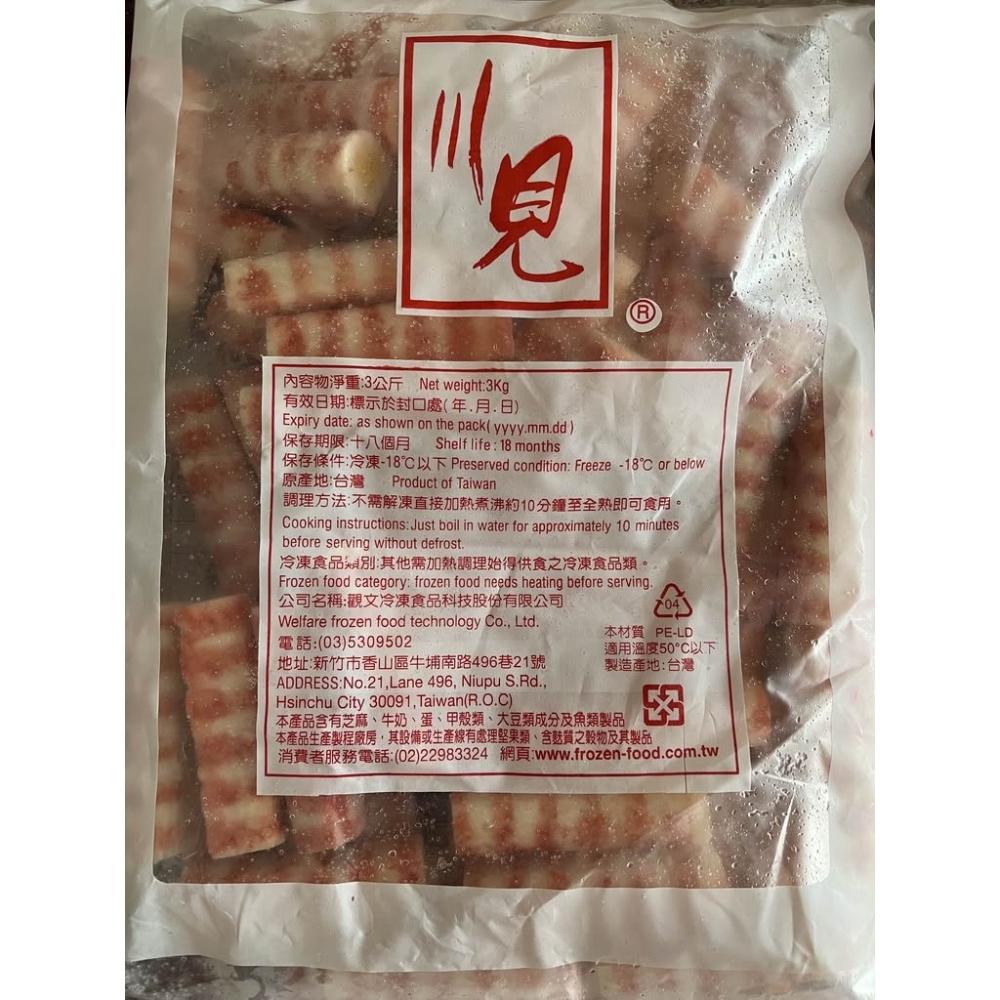 川見
®
內容物淨重:3公斤 Net weight:3Kg
有效日期:標示於封口處(年.月.日)
Expiry date: as shown on the pack(yyyy.mm.dd)
保存期限:十八個月 Shelf life:18 months
保存條件:冷凍-18℃以下 Preserved condition: Freeze -18℃ or below
原產地:台灣 Product of Taiwan
調理方法:不需解凍直接加熱煮沸約10分鐘至全熟即可食用。
Cooking instructions:Just boil in water for approximately 10 minutes
before serving without defrost.
冷凍食品類別:其他需加熱調理始得供食之冷凍食品類。
Frozen food category: frozen food needs heating before serving.
公司名稱:觀文冷凍食品科技股份有限公司
Welfare frozen food technology Co., Ltd.
電話:(03)5309502
地址:新竹市香山區牛埔南路496巷21號
ADDRESS:No.21,Lane 496, Niupu S.Rd.,
Hsinchu City 30091,Taiwan(R.O.C)
04
本材質 PE-LD
適用溫度50°C以下
製造產地:台灣
本產品含有芝麻、牛奶、蛋、甲殼類、大豆類成分及魚類製品
本產品生產製程廠房，其設備或生產線有處理堅果類、含麩質之穀物及其製品
消費者服務電話:(02)22983324 網頁:www.frozen-food.com.tw